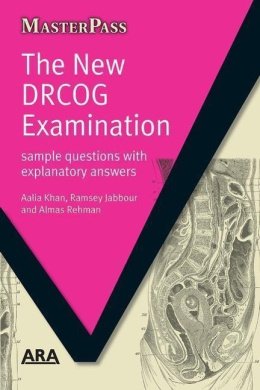 MASTERPASS
The New
DRCOG
Examination
sample questions with
explanatory answers
Aalia Khan, Ramsey Jabbour
and Almas Rehman
ARA